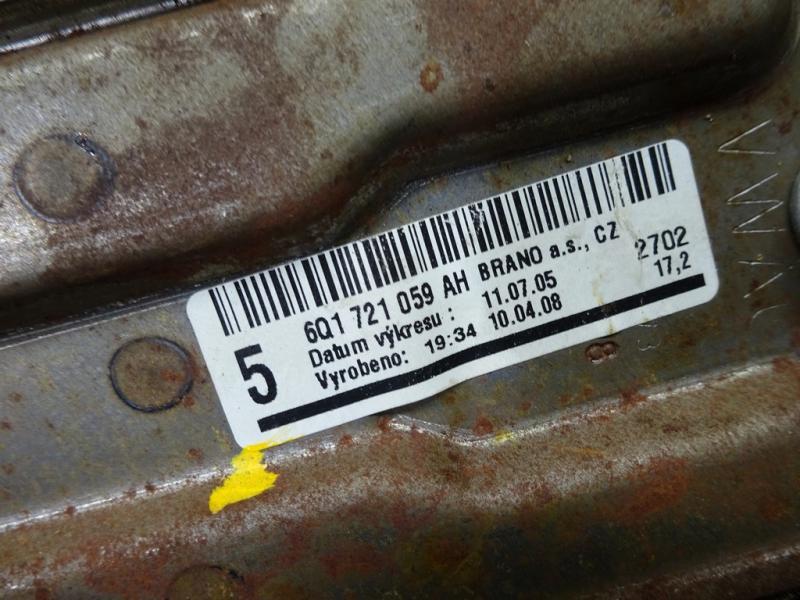 5
6Q1 721 059 AH BRANO a.s., CZ 2702
Datum výkresu : 11.07.05 17,2
Vyrobeno: 19:34 10.04.08
8